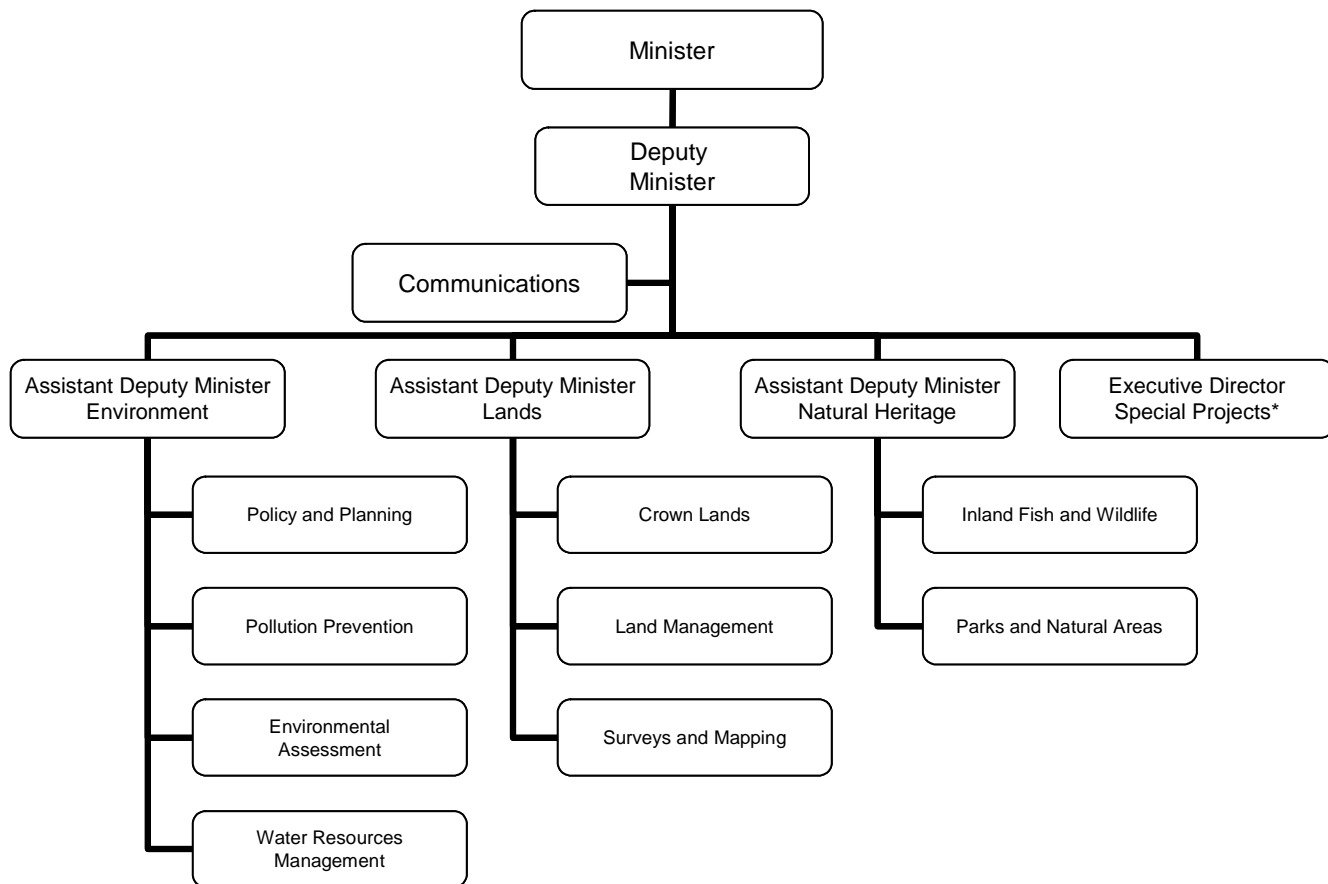 Minister
Deputy
Minister
Communications
Assistant Deputy Minister
Environment
Assistant Deputy Minister
Lands
Assistant Deputy Minister
Natural Heritage
Executive Director
Special Projects*
Policy and Planning
Crown Lands
Inland Fish and Wildlife
Pollution Prevention
Land Management
Parks and Natural Areas
Environmental
Assessment
Surveys and Mapping
Water Resources
Management